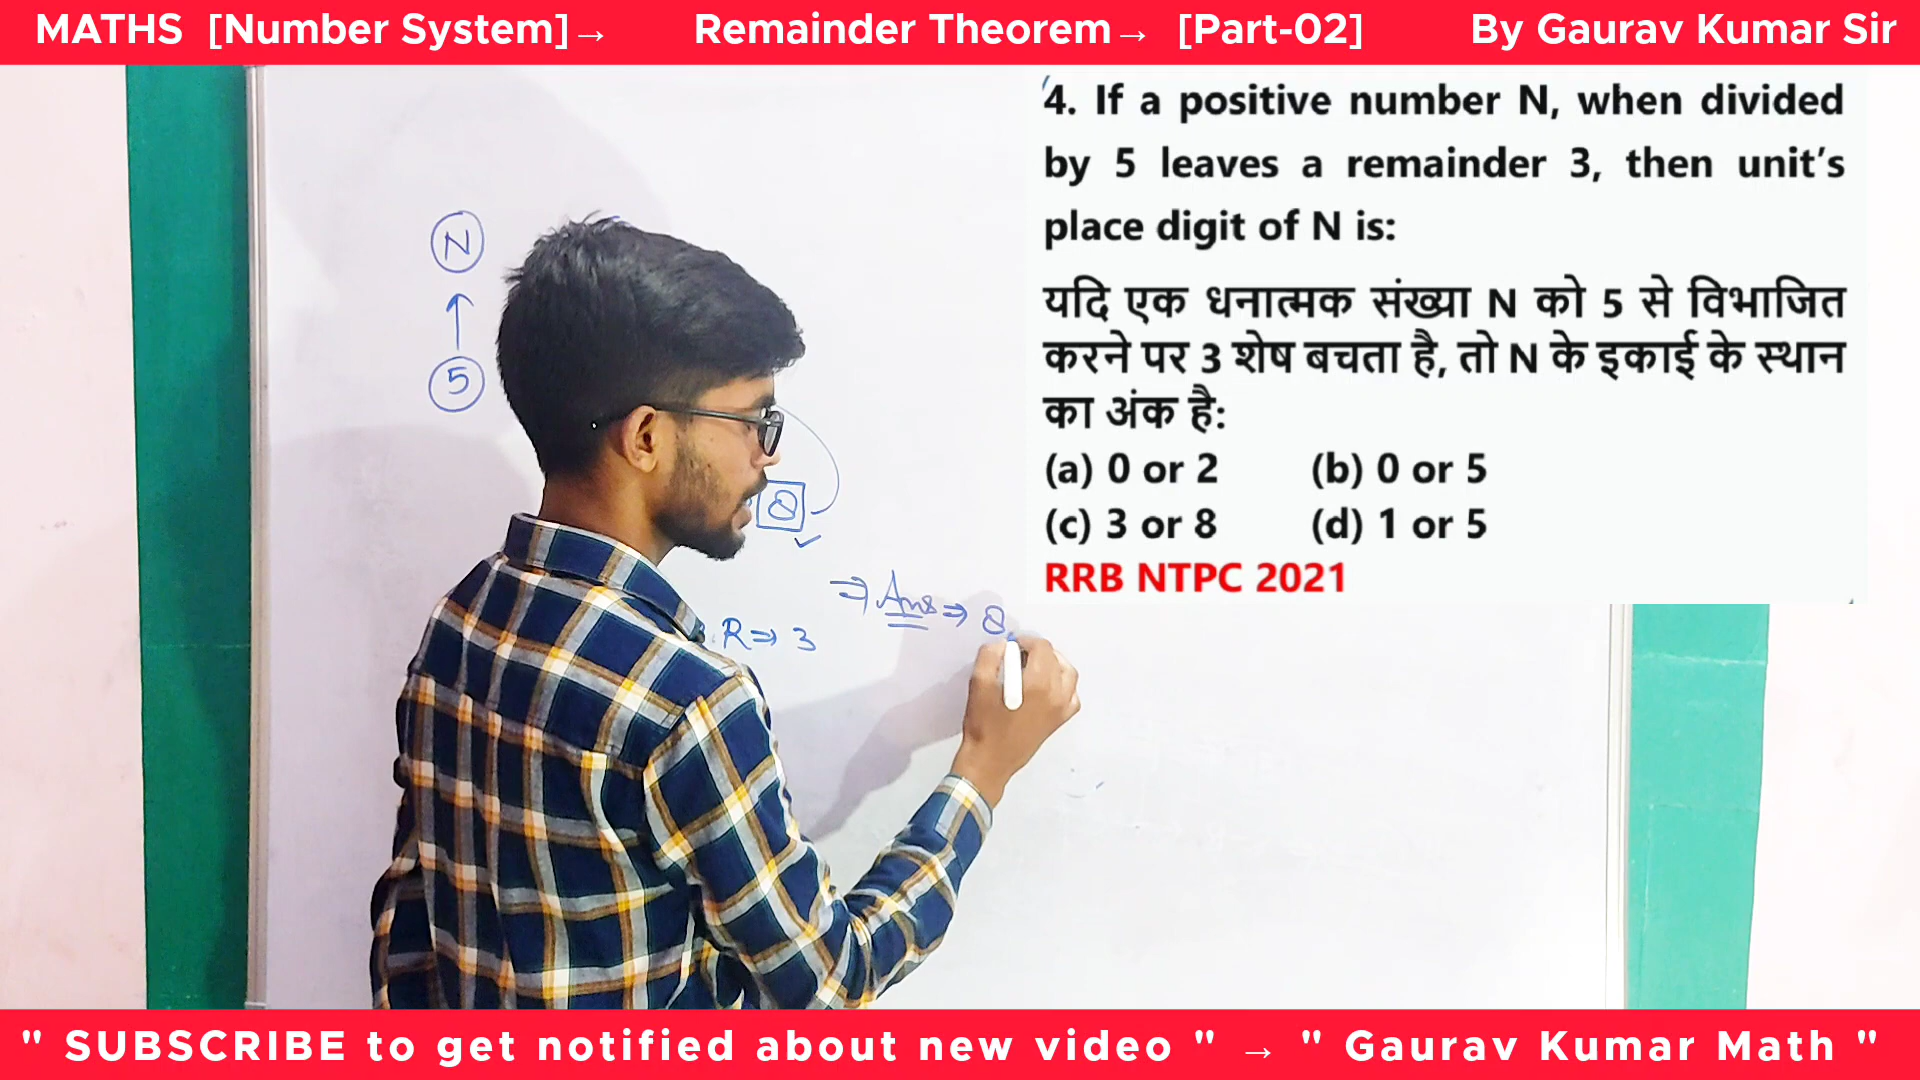 MATHS [Number System]→ Remainder Theorem→ [Part-02] By Gaurav Kumar Sir
4. If a positive number N, when divided
by 5 leaves a remainder 3, then unit's
place digit of N is:
यदि एक धनात्मक संख्या N को 5 से विभाजित
करने पर 3 शेष बचता है, तो N के इकाई के स्थान
का अंक है:
(a) 0 or 2 (b) 0 or 5
(c) 3 or 8 (d) 1 or 5
RRB NTPC 2021
N
↑
5
8
R⇒ 3
⇒ Ans⇒ 8,
" SUBSCRIBE to get notified about new video " → " Gaurav Kumar Math "